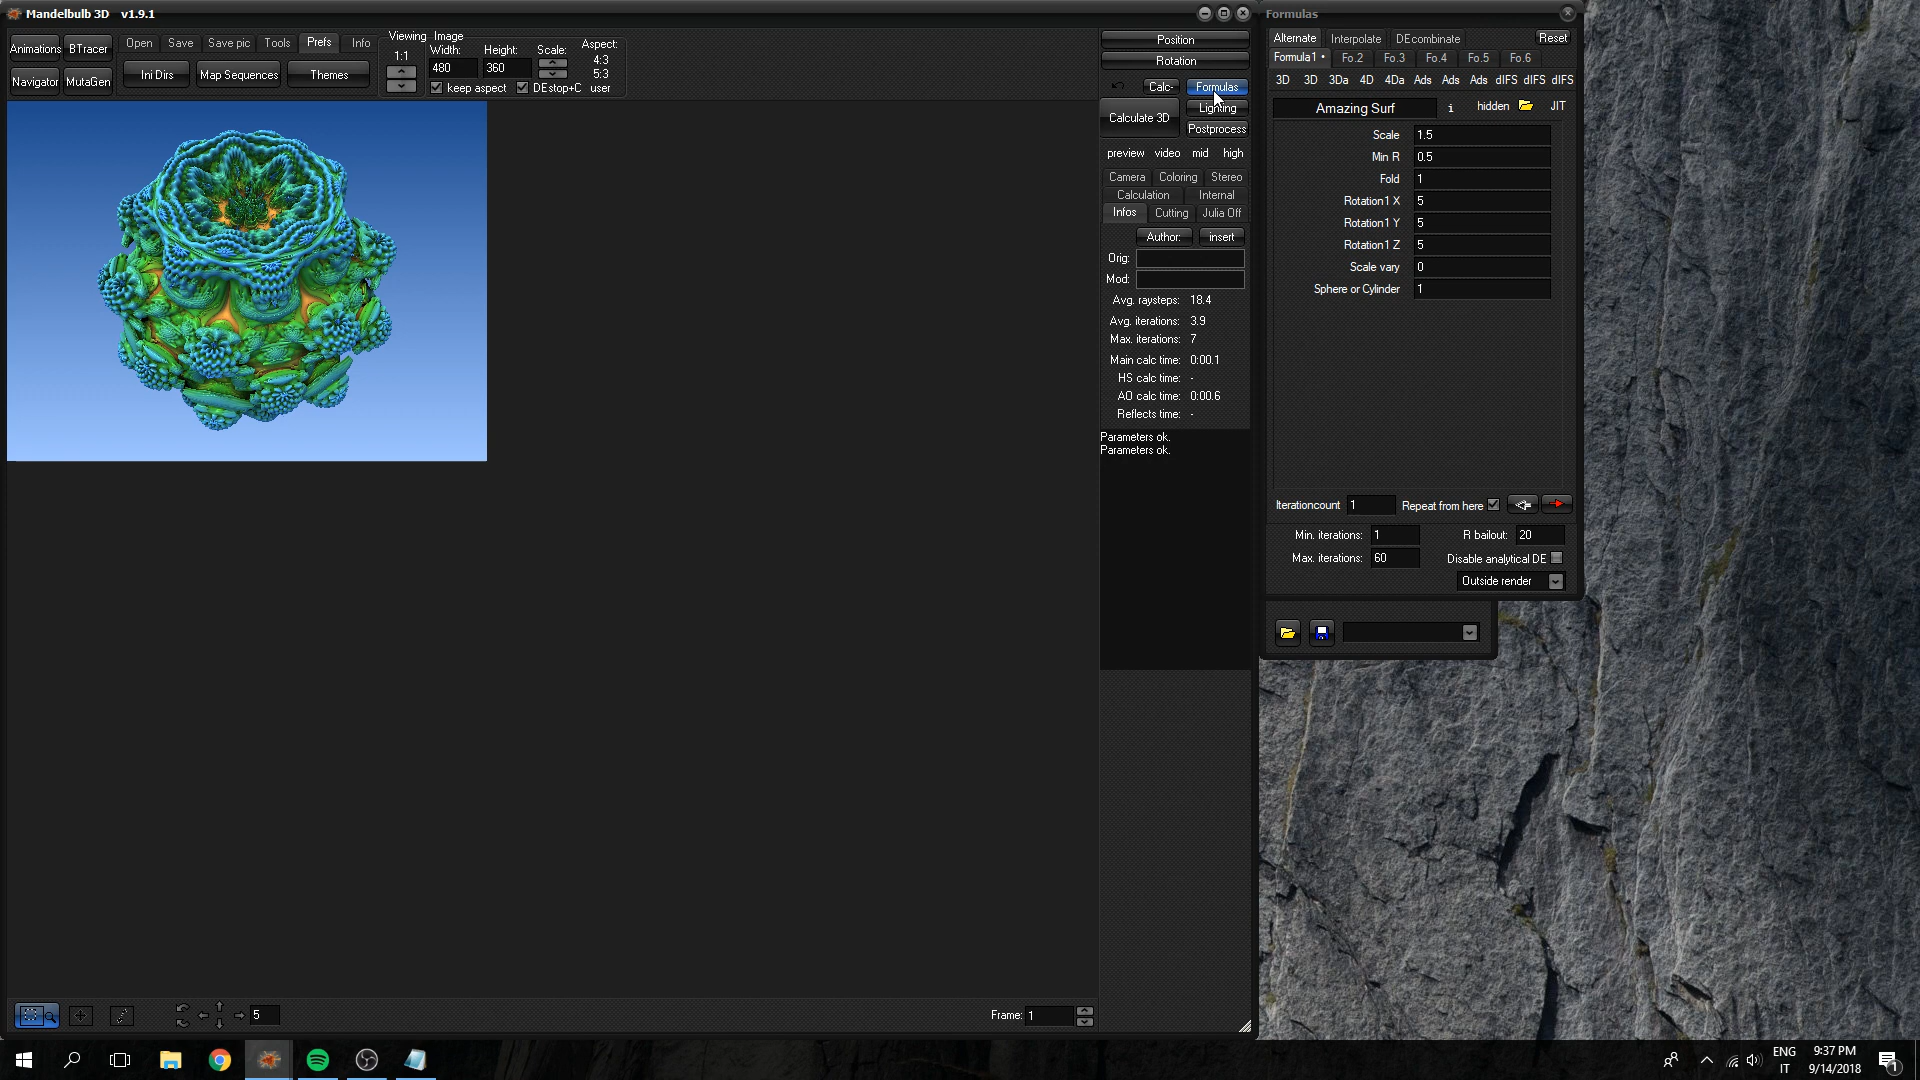 Mandelbulb 3D v1.9.1
Animations BTracer Open Save Save pic Tools Prefs Info
Navigator MutaGen Ini Dirs Map Sequences Themes
Viewing Image
1:1 Width: Height: Scale: Aspect:
480 360 4:3
5:3
keep aspect DEstop+C user
Position
Rotation
Calc- Formulas
Calculate 3D Lighting
Postprocess
preview video mid high
Camera Coloring Stereo
Calculation Internal
Infos Cutting Julia Off
Author: insert
Orig:
Mod:
Avg. raysteps: 18.4
Avg. iterations: 3.9
Max. iterations: 7
Main calc time: 0:00.1
HS calc time: -
AO calc time: 0:00.6
Reflects time: -
Parameters ok.
Parameters ok.
Formulas
Alternate Interpolate DEcombinate Reset
Formula1 • Fo.2 Fo.3 Fo.4 Fo.5 Fo.6
3D 3D 3Da 4D 4Da Ads Ads Ads dIFS dIFS dIFS
Amazing Surf i hidden JIT
Scale 1.5
Min R 0.5
Fold 1
Rotation1 X 5
Rotation1 Y 5
Rotation1 Z 5
Scale vary 0
Sphere or Cylinder 1
Iterationcount 1 Repeat from here
Min. iterations: 1 R bailout: 20
Max. iterations: 60 Disable analytical DE
Outside render
5 Frame: 1
ENG 9:37 PM
IT 9/14/2018
1